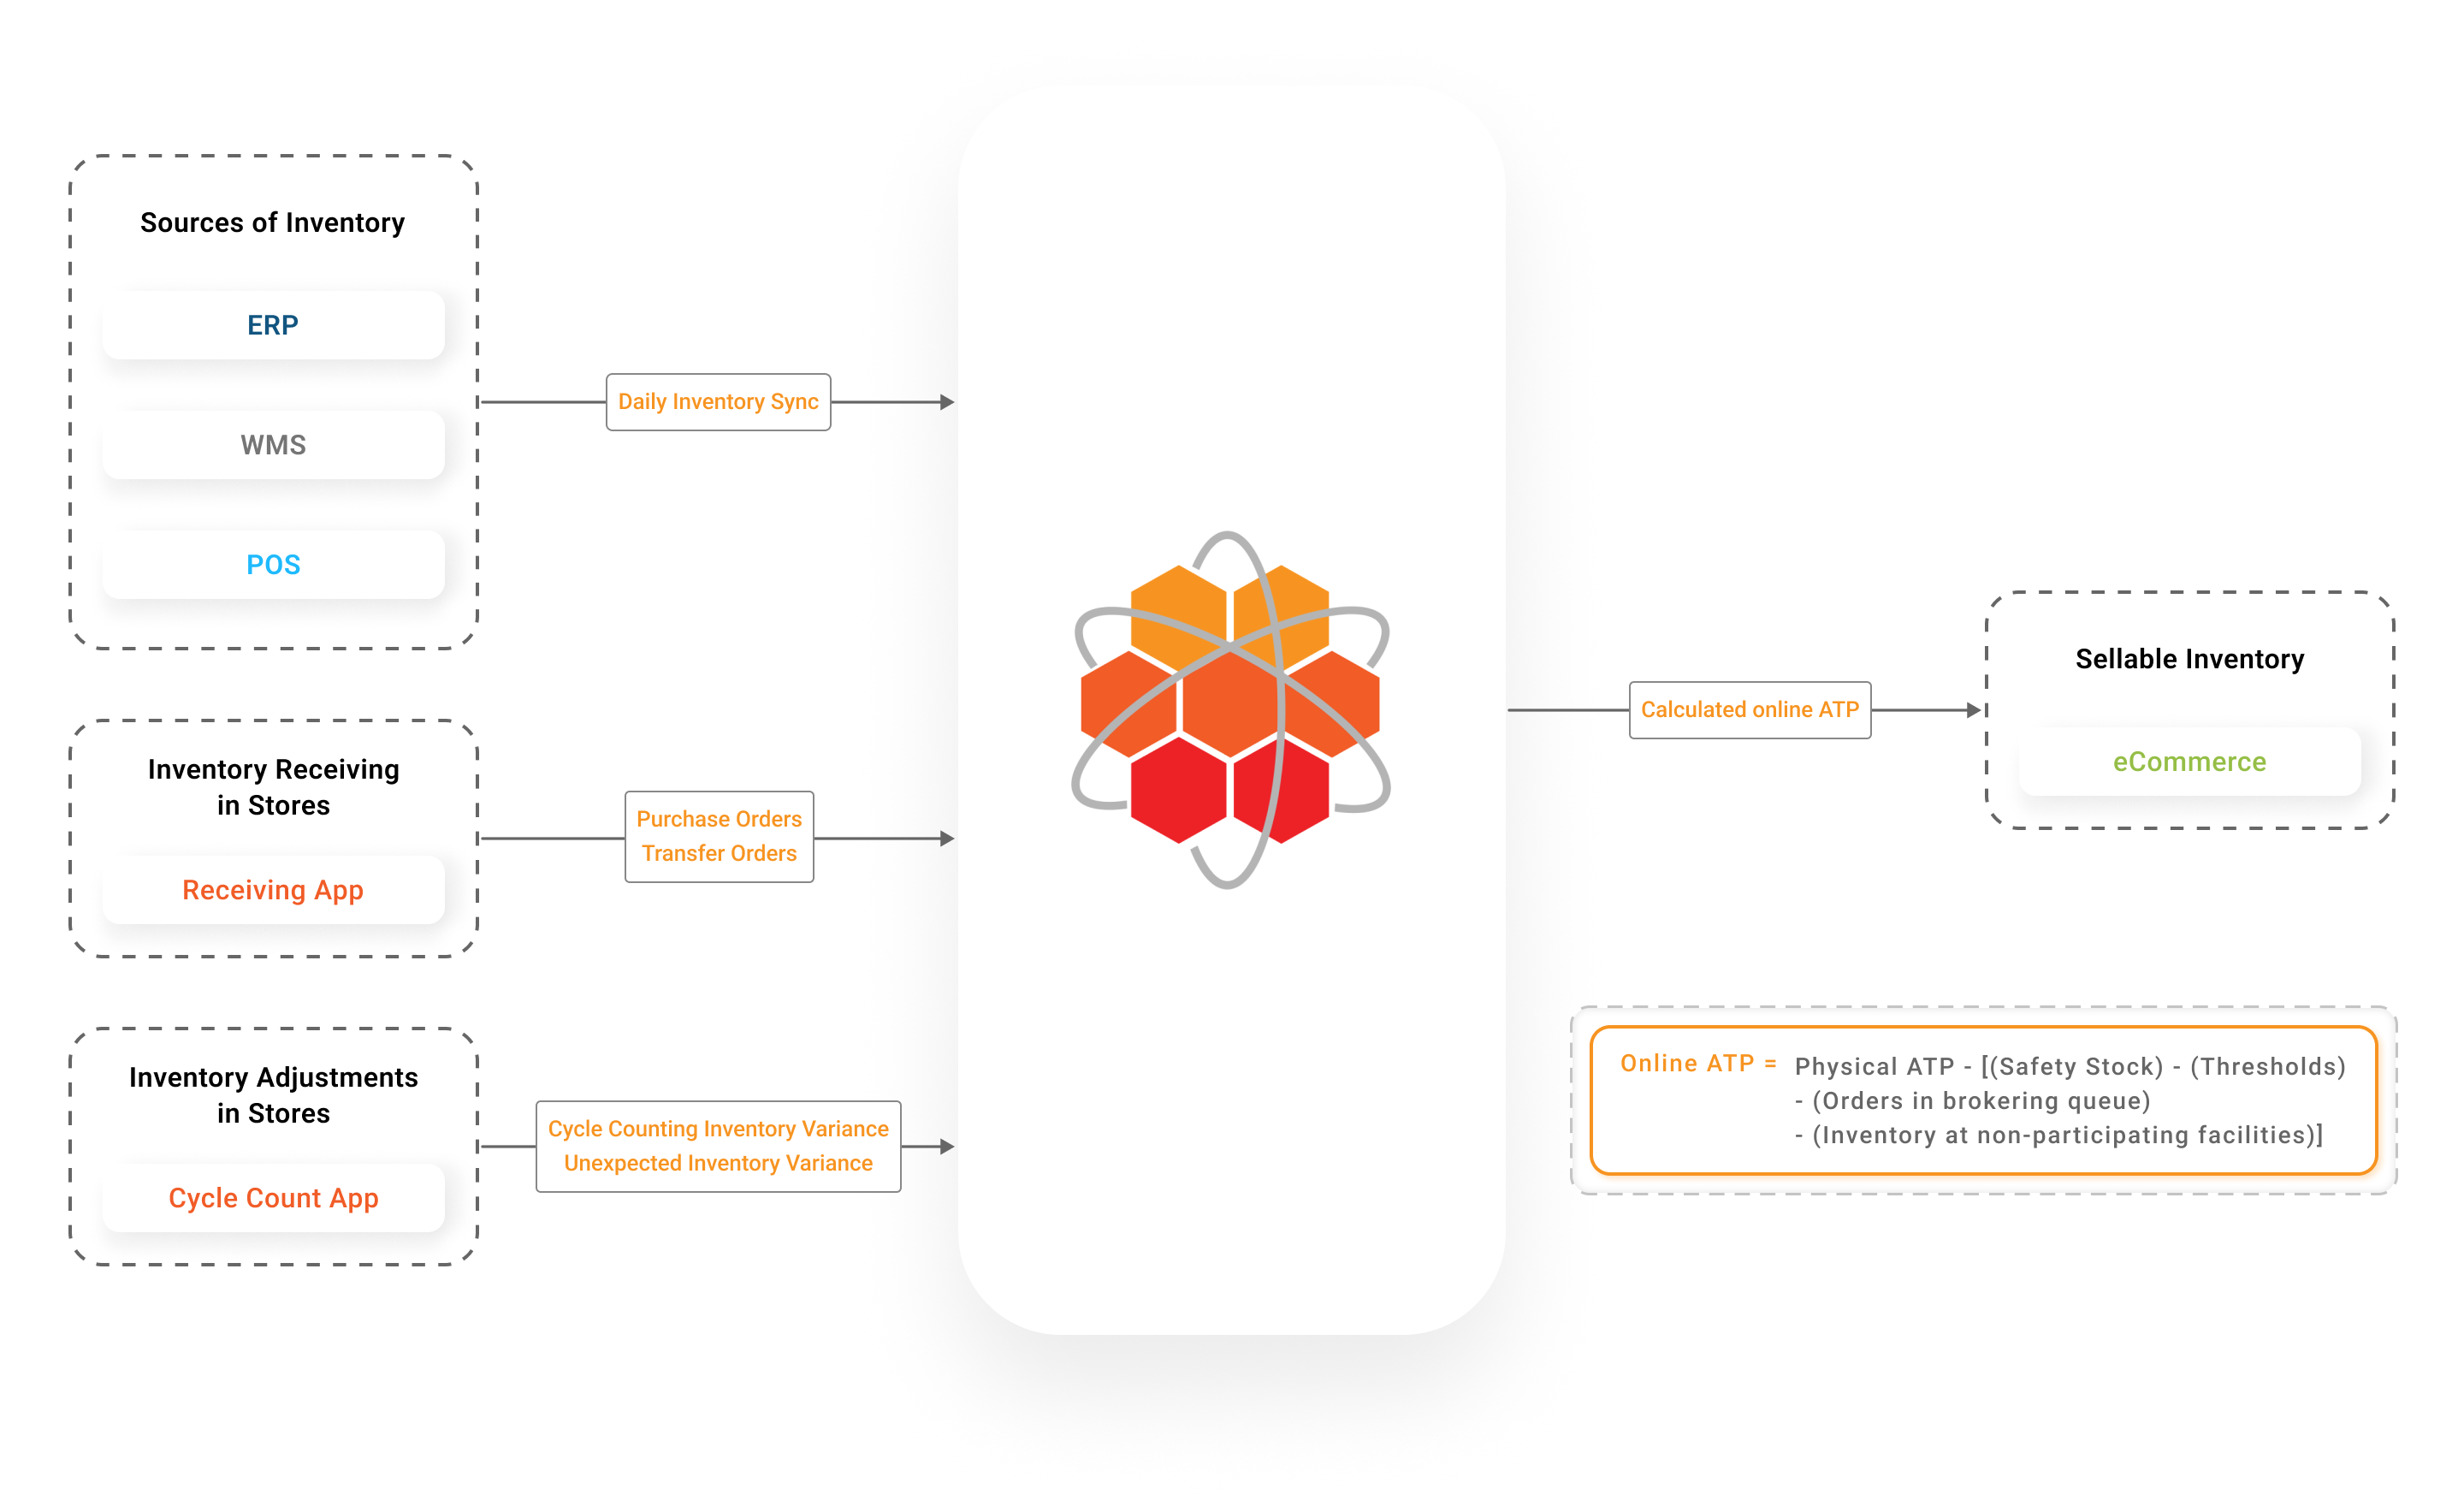 Sources of Inventory
ERP
WMS
POS
Daily Inventory Sync
Inventory Receiving
in Stores
Receiving App
Purchase Orders
Transfer Orders
Inventory Adjustments
in Stores
Cycle Count App
Cycle Counting Inventory Variance
Unexpected Inventory Variance
Calculated online ATP
Sellable Inventory
eCommerce
Online ATP = Physical ATP - [(Safety Stock) - (Thresholds)
- (Orders in brokering queue)
- (Inventory at non-participating facilities)]